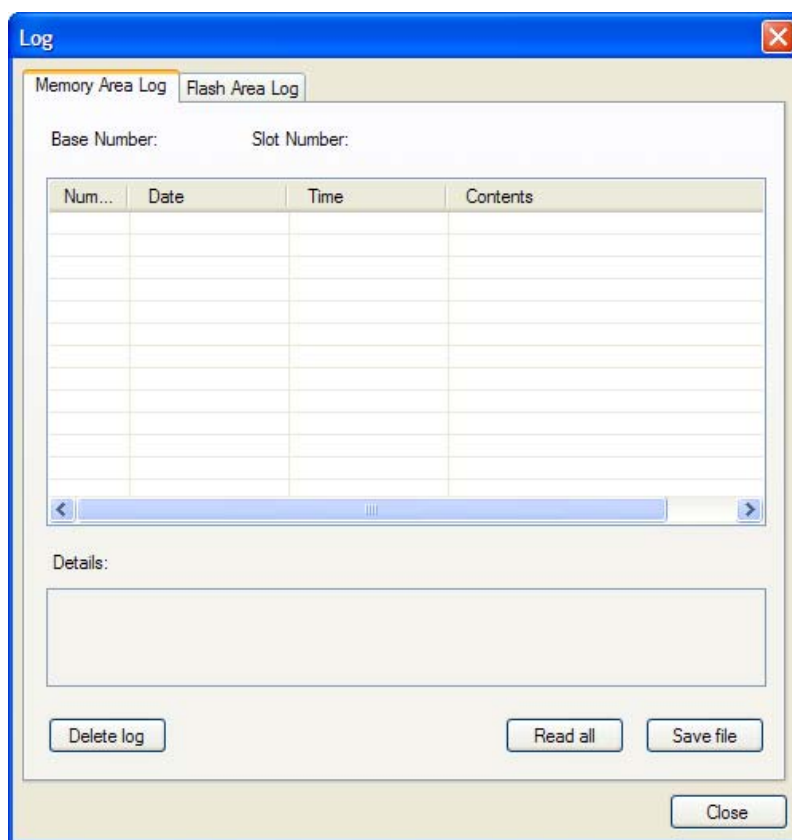 Log
Memory Area Log Flash Area Log
Base Number: Slot Number:
Num... Date Time Contents
Details:
Delete log Read all Save file
Close